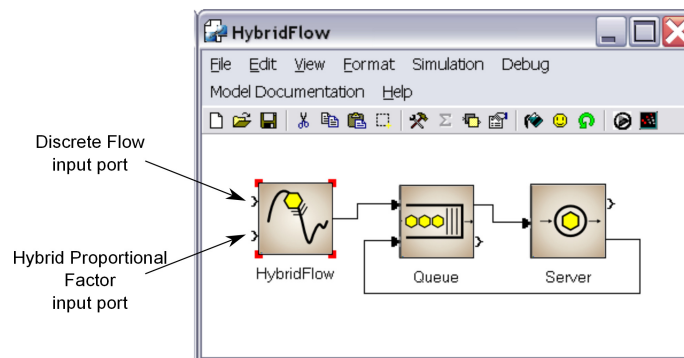 HybridFlow
File Edit View Format Simulation Debug
Model Documentation Help
Discrete Flow
input port
Hybrid Proportional
Factor
input port
HybridFlow
Queue
Server